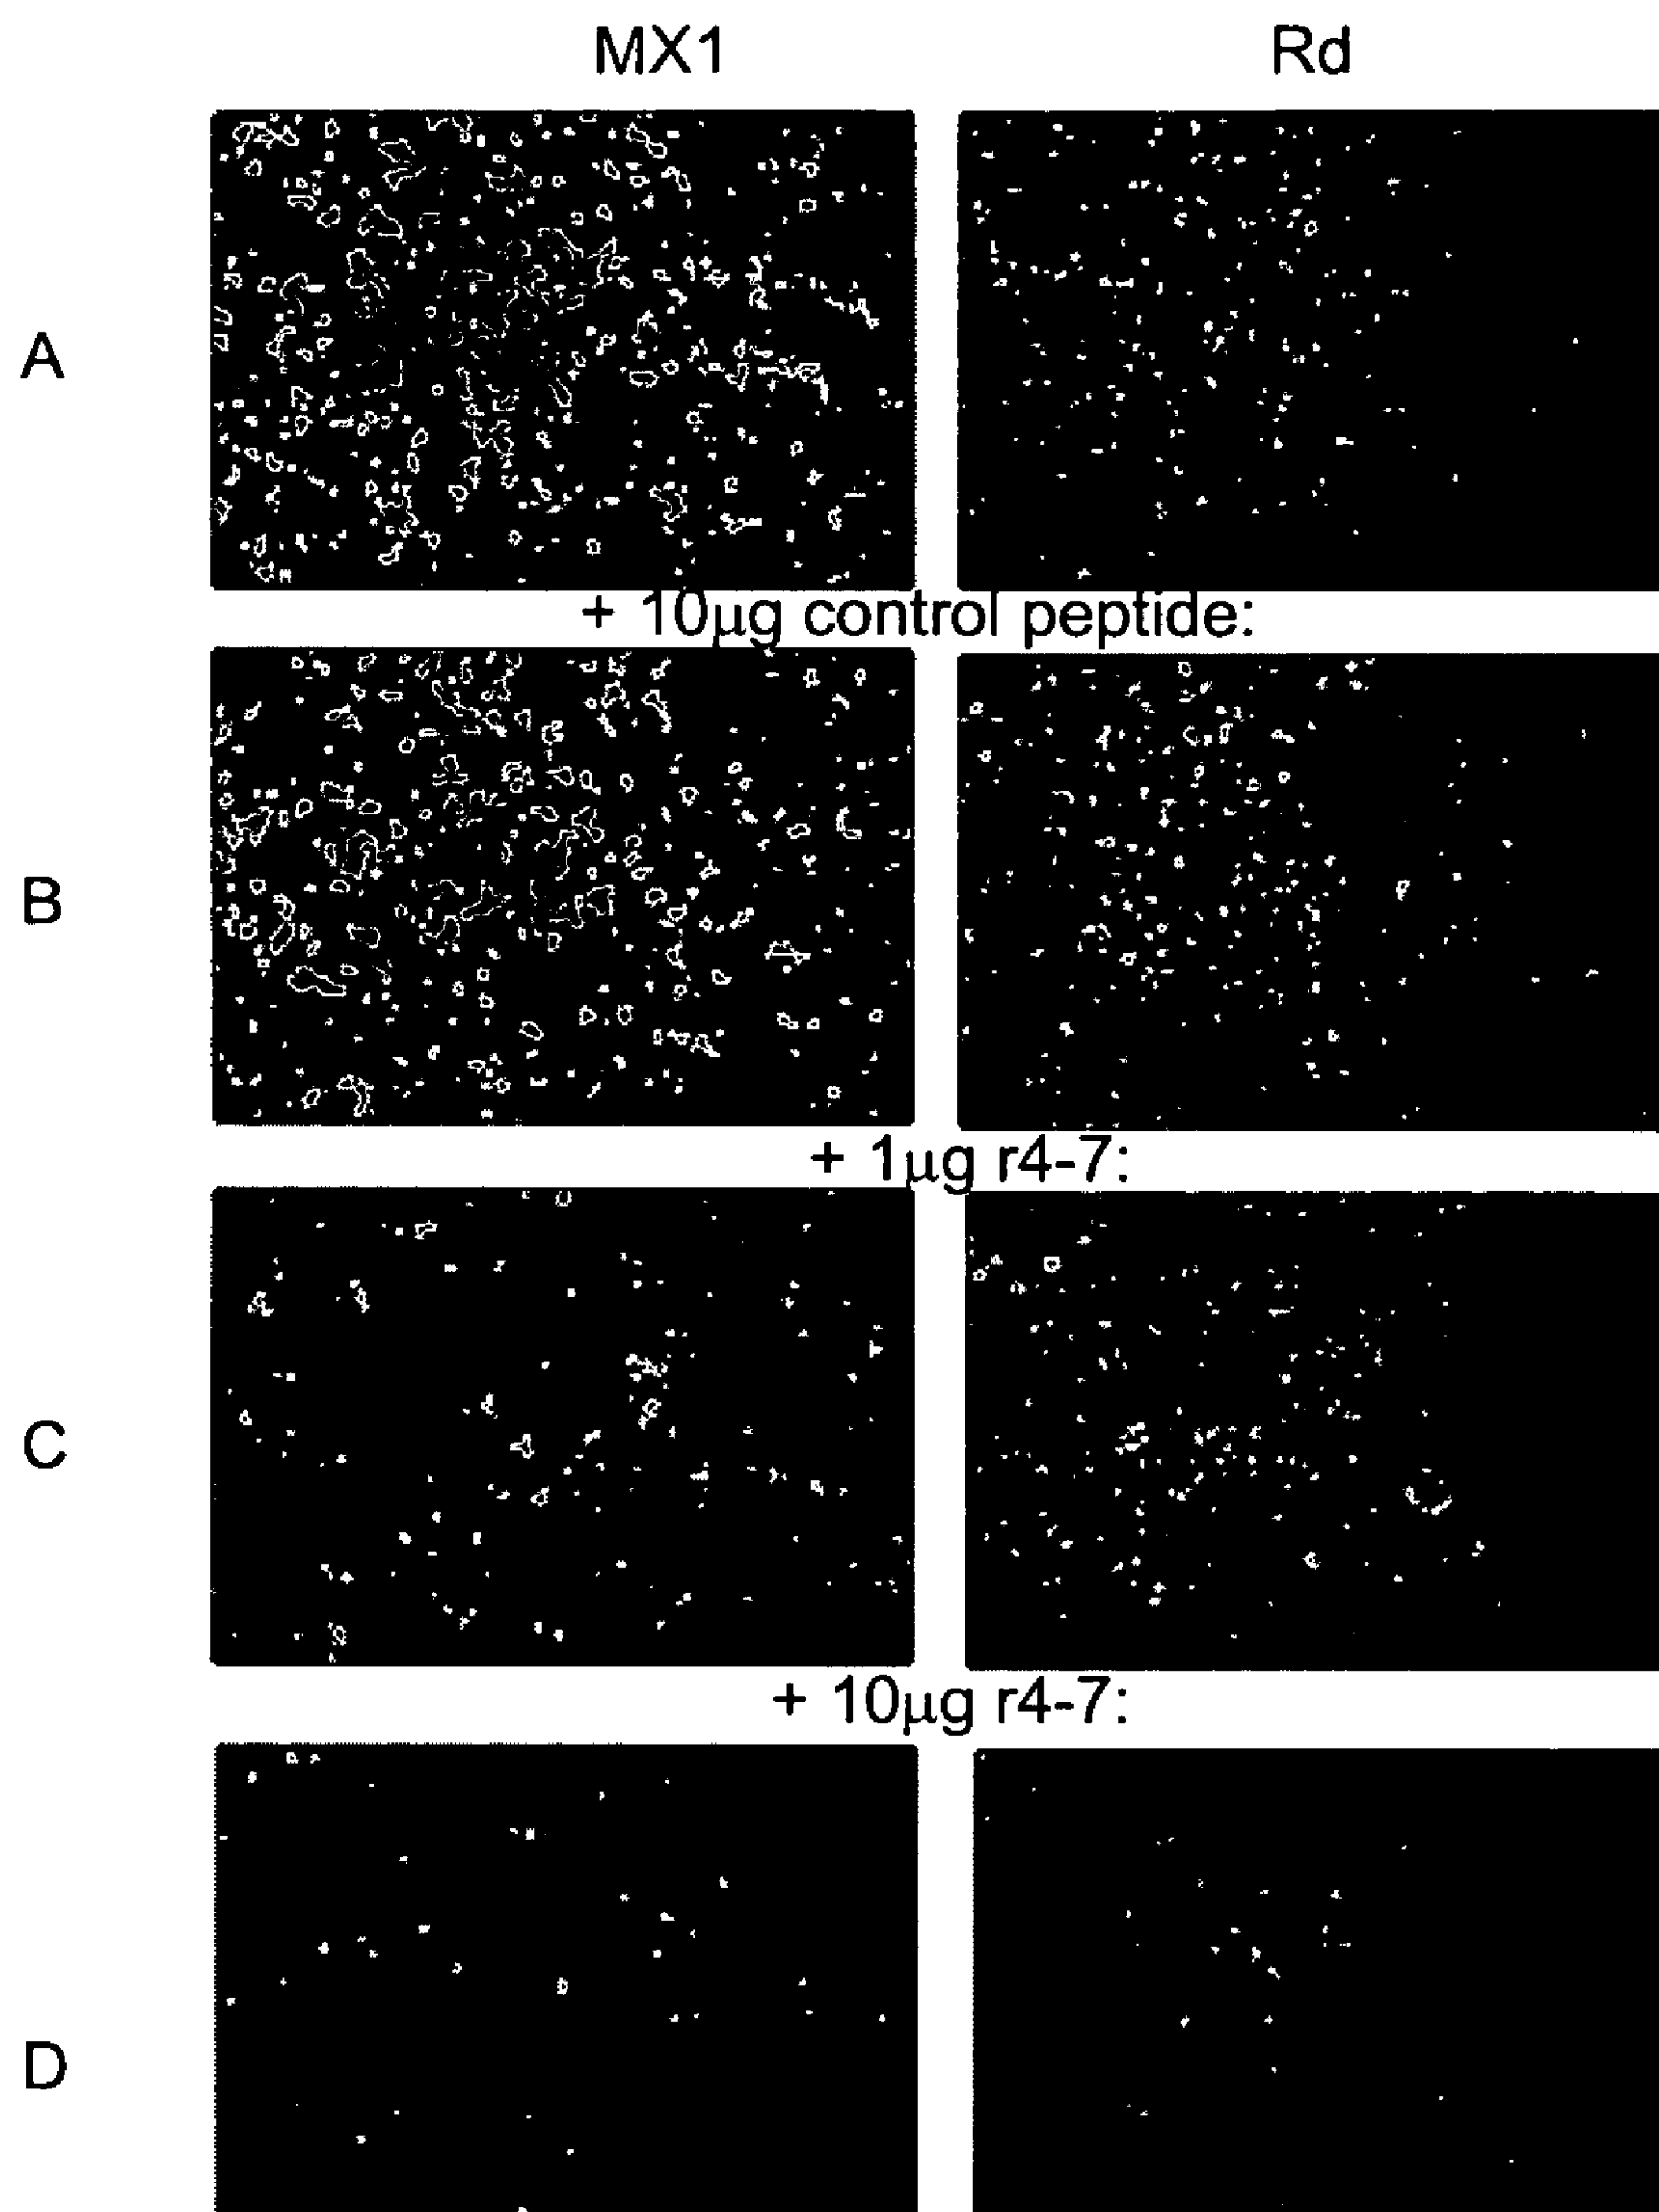 MX1 Rd
A
+ 10µg control peptide:
B
+ 1µg r4-7:
C
+ 10µg r4-7:
D